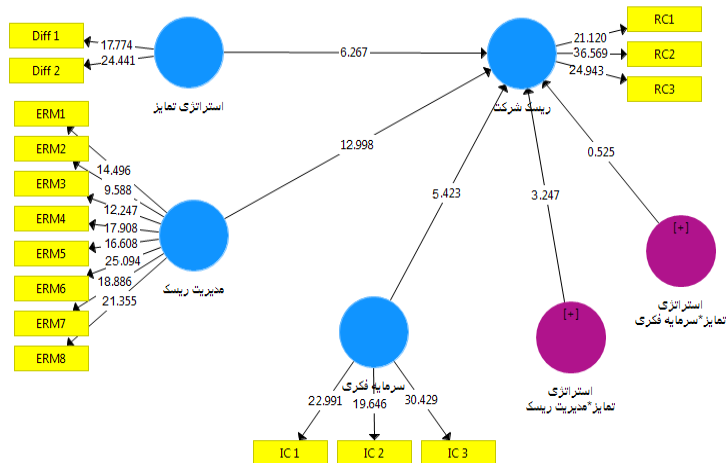 Diff 1
Diff 2
17.774
24.441
استراتژی تمایز
6.267
ریسک شرکت
21.120
36.569
24.943
RC1
RC2
RC3
ERM1
ERM2
ERM3
ERM4
ERM5
ERM6
ERM7
ERM8
14.496
9.588
12.247
17.908
16.608
25.094
18.886
21.355
مدیریت ریسک
12.998
5.423
3.247
0.525
[+]
استراتژی
تمایز*سرمایه فکری
[+]
استراتژی
تمایز*مدیریت ریسک
سرمایه فکری
22.991
19.646
30.429
IC 1
IC 2
IC 3